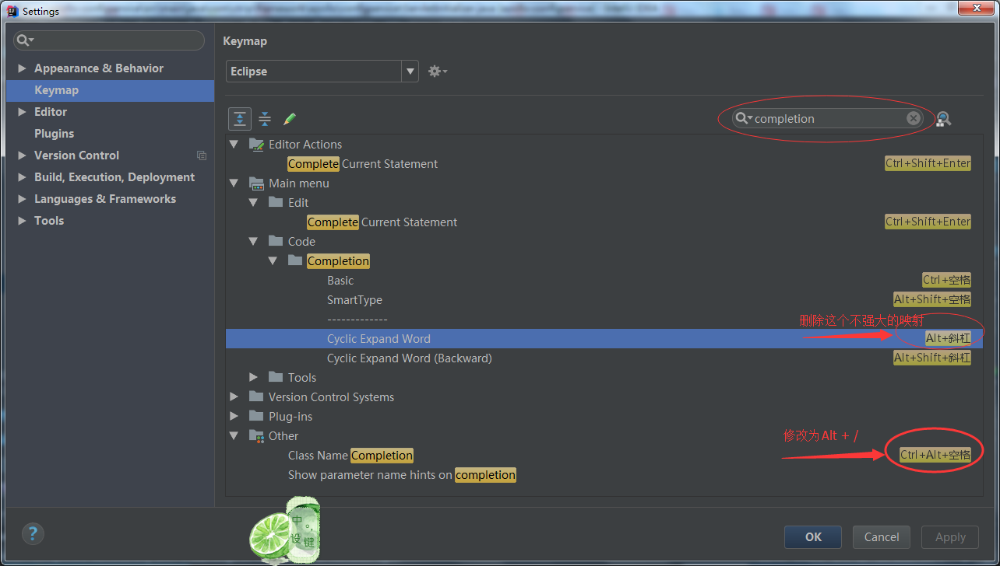 Settings
Keymap
Appearance & Behavior
Keymap
Editor
Plugins
Version Control
Build, Execution, Deployment
Languages & Frameworks
Tools
Eclipse
completion
Editor Actions
Complete Current Statement Ctrl+Shift+Enter
Main menu
Edit
Complete Current Statement Ctrl+Shift+Enter
Code
Completion
Basic Ctrl+空格
SmartType Alt+Shift+空格
-------------
删除这个不强大的映射
Cyclic Expand Word Alt+斜杠
Cyclic Expand Word (Backward) Alt+Shift+斜杠
Tools
Version Control Systems
Plug-ins
Other
修改为Alt + /
Class Name Completion Ctrl+Alt+空格
Show parameter name hints on completion
中 °,
设 键
?
OK Cancel Apply